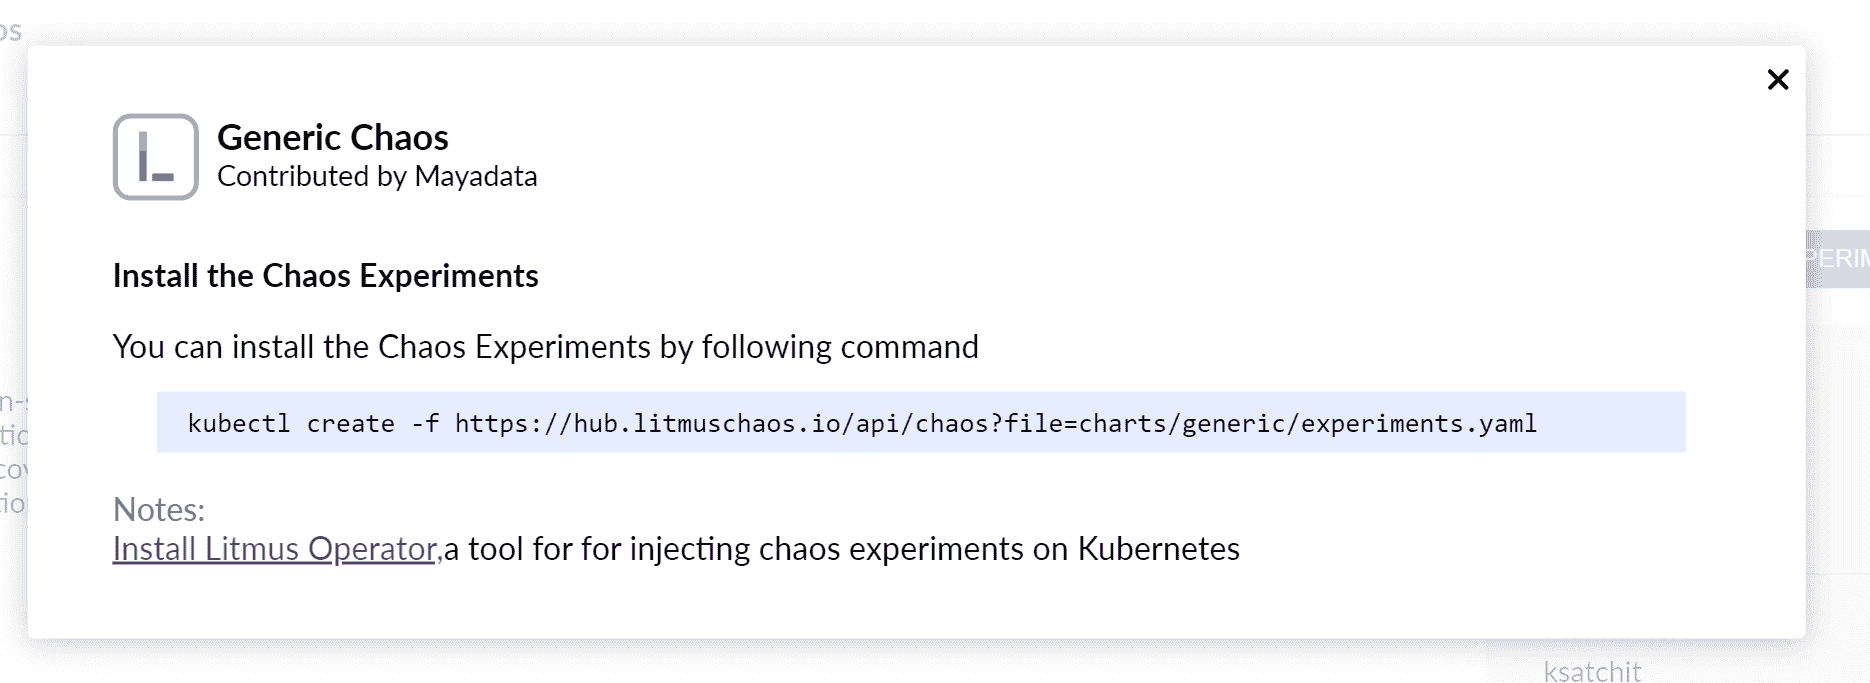 os
Generic Chaos
Contributed by Mayadata
Install the Chaos Experiments
You can install the Chaos Experiments by following command
kubectl create -f https://hub.litmuschaos.io/api/chaos?file=charts/generic/experiments.yaml
Notes:
Install Litmus Operator,a tool for for injecting chaos experiments on Kubernetes
ksatchit